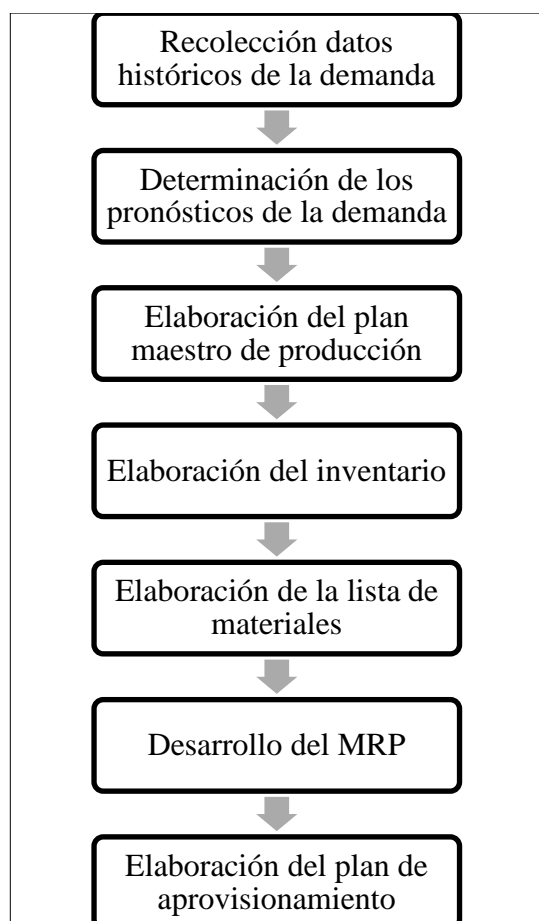 Recolección datos
históricos de la demanda
Determinación de los
pronósticos de la demanda
Elaboración del plan
maestro de producción
Elaboración del inventario
Elaboración de la lista de
materiales
Desarrollo del MRP
Elaboración del plan de
aprovisionamiento